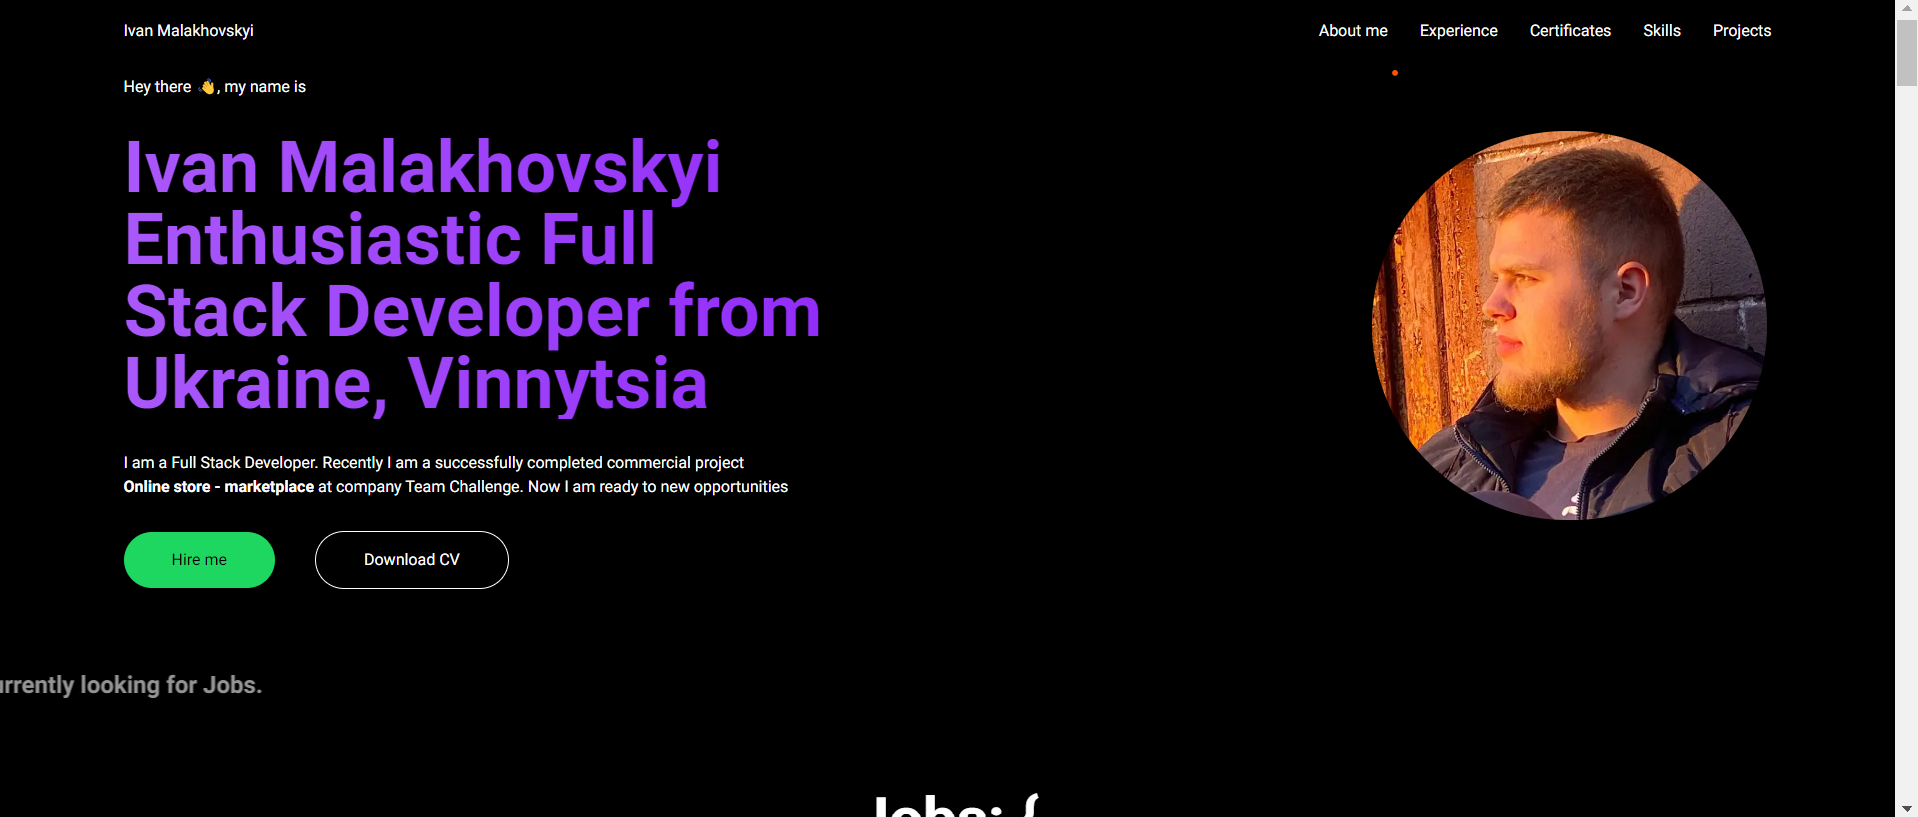 Ivan Malakhovskyi
About me Experience Certificates Skills Projects
Hey there 👋, my name is
Ivan Malakhovskyi
Enthusiastic Full
Stack Developer from
Ukraine, Vinnytsia
I am a Full Stack Developer. Recently I am a successfully completed commercial project
Online store - marketplace at company Team Challenge. Now I am ready to new opportunities
Hire me Download CV
looking for Jobs.
Jobs: {